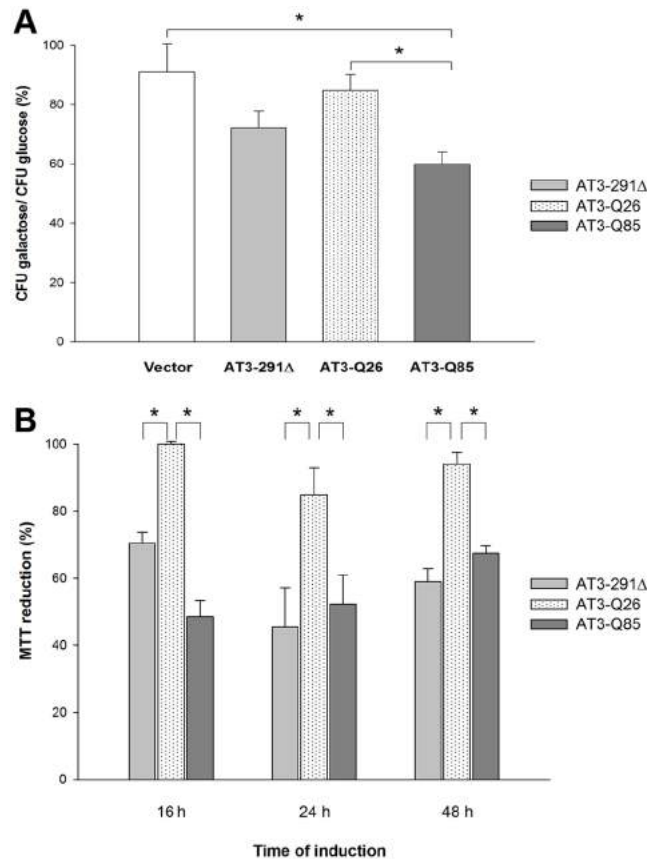 A
*
*
100
80
60
40
20
0
CFU galactose/ CFU glucose (%)
Vector AT3-291Δ AT3-Q26 AT3-Q85
AT3-291Δ
AT3-Q26
AT3-Q85
B
* * * * * *
100
80
60
40
20
0
MTT reduction (%)
16 h 24 h 48 h
Time of induction
AT3-291Δ
AT3-Q26
AT3-Q85